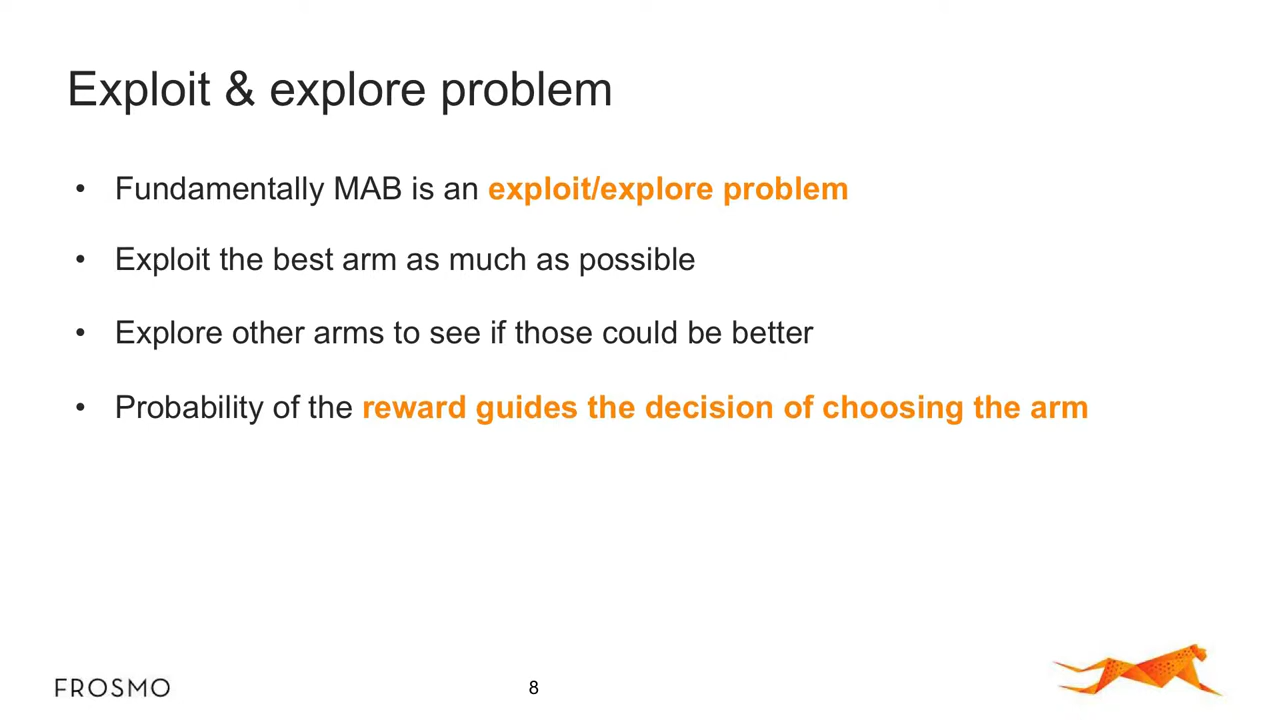 Exploit & explore problem
• Fundamentally MAB is an exploit/explore problem
• Exploit the best arm as much as possible
• Explore other arms to see if those could be better
• Probability of the reward guides the decision of choosing the arm
FROSMO
8